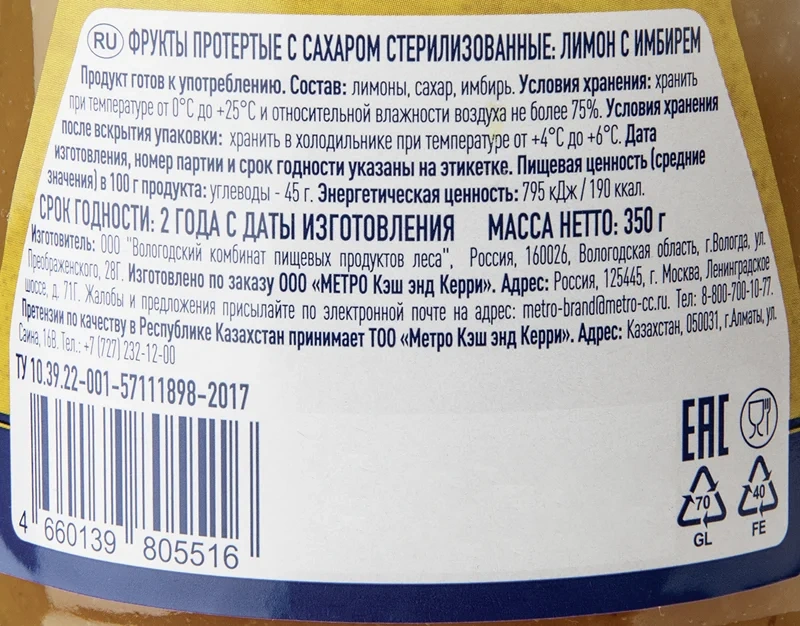 RU ФРУКТЫ ПРОТЕРТЫЕ С САХАРОМ СТЕРИЛИЗОВАННЫЕ: ЛИМОН С ИМБИРЕМ
Продукт готов к употреблению. Состав: лимоны, сахар, имбирь. Условия хранения: хранить
при температуре от 0°С до +25°С и относительной влажности воздуха не более 75%. Условия хранения
после вскрытия упаковки: хранить в холодильнике при температуре от +4°С до +6°С. Дата
изготовления, номер партии и срок годности указаны на этикетке. Пищевая ценность (средние
значения) в 100 г продукта: углеводы - 45 г. Энергетическая ценность: 795 кДж / 190 ккал.
СРОК ГОДНОСТИ: 2 ГОДА С ДАТЫ ИЗГОТОВЛЕНИЯ МАССА НЕТТО: 350 г
Изготовитель: ООО "Вологодский комбинат пищевых продуктов леса", Россия, 160026, Вологодская область, г.Вологда, ул.
Преображенского, 28Г. Изготовлено по заказу ООО «МЕТРО Кэш энд Керри». Адрес: Россия, 125445, г. Москва, Ленинградское
шоссе, д. 71Г. Жалобы и предложения присылайте по электронной почте на адрес: metro-brand@metro-cc.ru. Тел: 8-800-700-10-77.
Претензии по качеству в Республике Казахстан принимает ТОО «Метро Кэш энд Керри». Адрес: Казахстан, 050031, г.Алматы, ул.
Саина, 16В. Тел.: +7 (727) 232-12-00
ТУ 10.39.22-001-57111898-2017
EAC
70
GL
40
FE
4 660139 805516